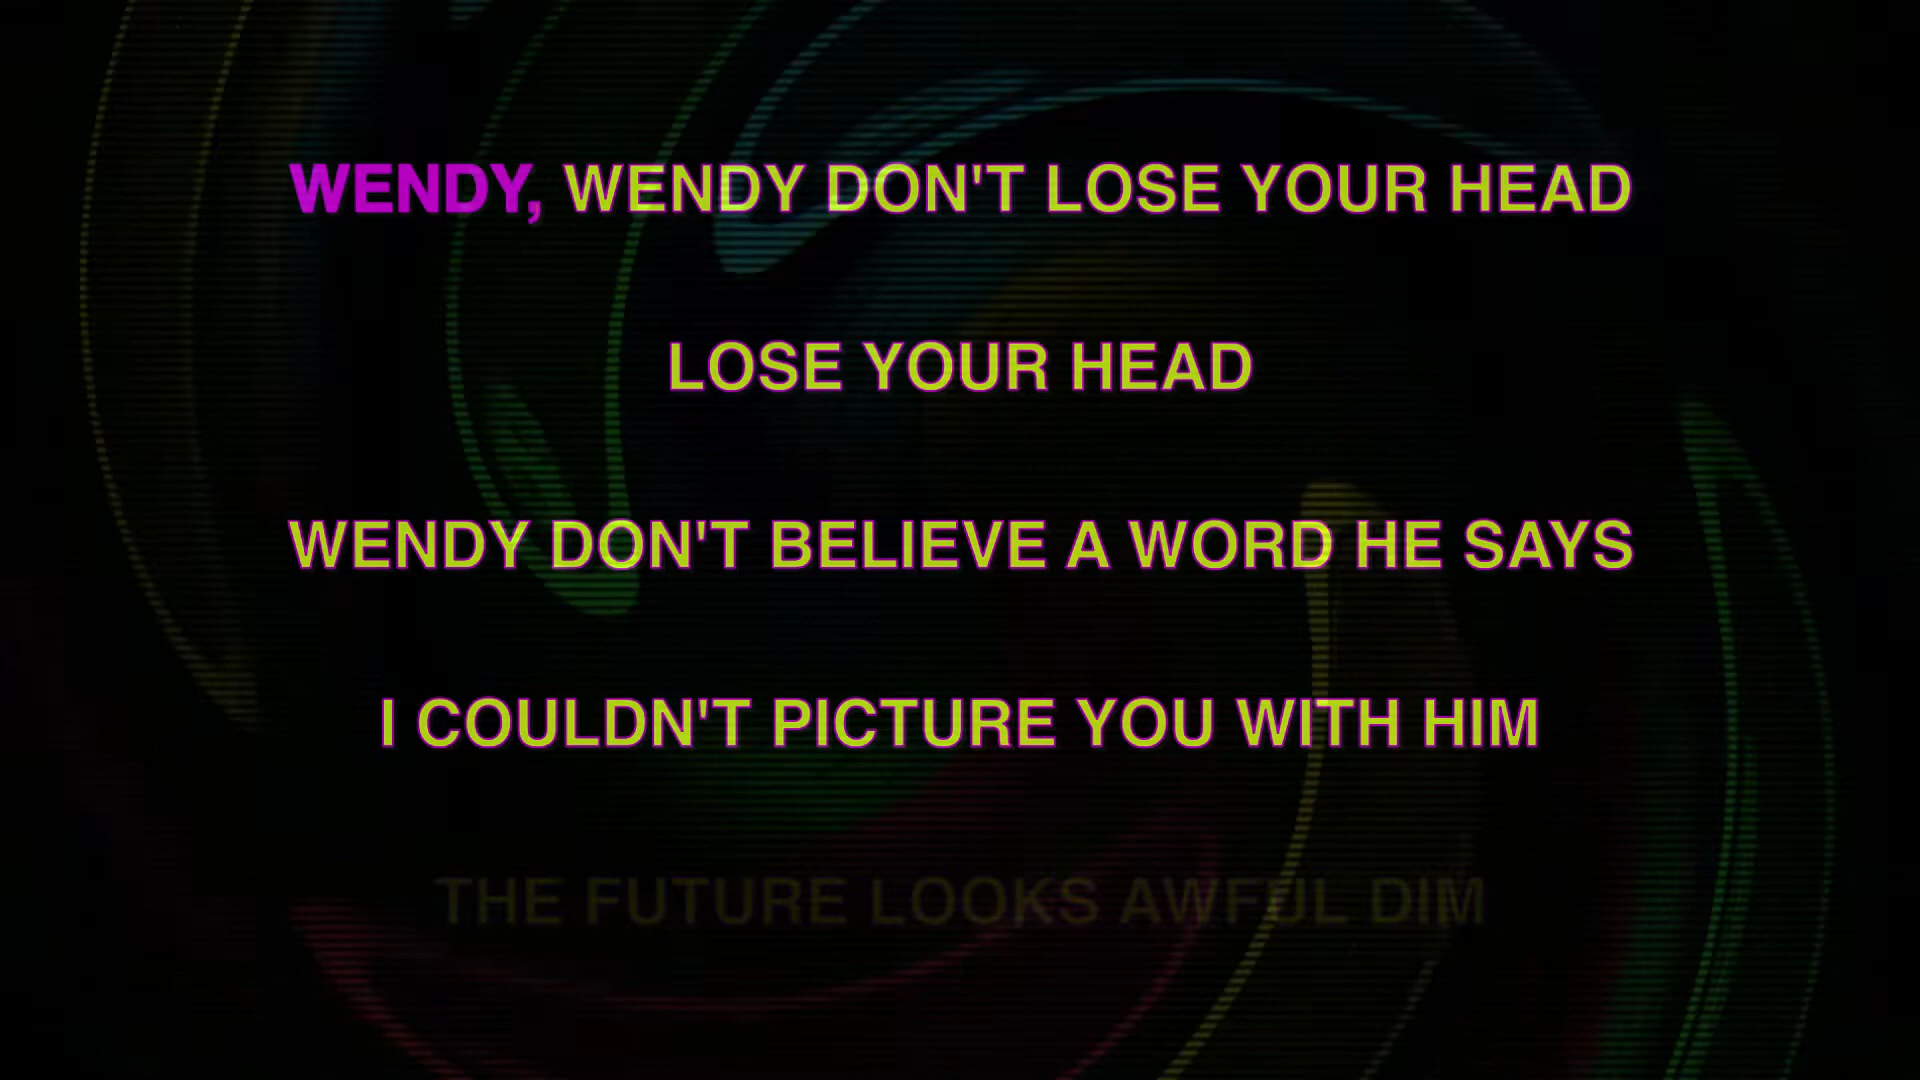 WENDY, WENDY DON'T LOSE YOUR HEAD
LOSE YOUR HEAD
WENDY DON'T BELIEVE A WORD HE SAYS
I COULDN'T PICTURE YOU WITH HIM
THE FUTURE LOOKS AWFUL DIM